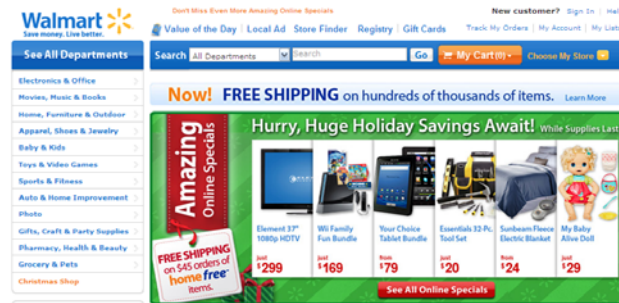 Don't Miss Even More Amazing Online Specials
New customer? Sign In
Walmart
Save money. Live better.
Value of the Day
Local Ad
Store Finder
Registry
Gift Cards
Track My Orders
My Account
My Lists
See All Departments
Search
All Departments
Search
Go
My Cart (0)
Choose My Store
Electronics & Office
Movies, Music & Books
Home, Furniture & Outdoor
Apparel, Shoes & Jewelry
Baby & Kids
Toys & Video Games
Sports & Fitness
Auto & Home Improvement
Photo
Gifts, Craft & Party Supplies
Pharmacy, Health & Beauty
Grocery & Pets
Christmas Shop
Now! FREE SHIPPING on hundreds of thousands of items. Learn More
Amazing
Online Specials
FREE SHIPPING
on $45 orders of
home free™
items.
Hurry, Huge Holiday Savings Await! While Supplies Last
Element 37"
1080p HDTV
just
$299
Wii Family
Fun Bundle
just
$169
Your Choice
Tablet Bundle
from
$79
Essentials 32-Pc.
Tool Set
just
$20
Sunbeam Fleece
Electric Blanket
from
$24
My Baby
Alive Doll
just
$29
See All Online Specials